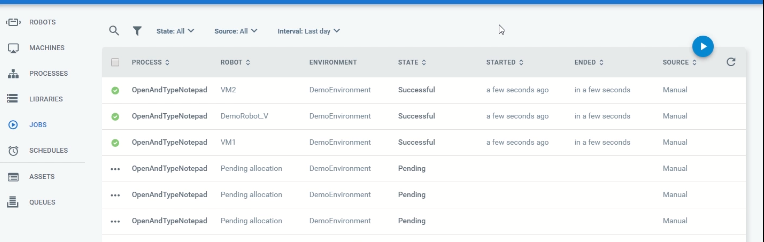 ROBOTS
MACHINES
PROCESSES
LIBRARIES
JOBS
SCHEDULES
ASSETS
QUEUES
State: All Source: All Interval: Last day
PROCESS ROBOT ENVIRONMENT STATE STARTED ENDED SOURCE
OpenAndTypeNotepad VM2 DemoEnvironment Successful a few seconds ago in a few seconds Manual
OpenAndTypeNotepad DemoRobot_V DemoEnvironment Successful a few seconds ago in a few seconds Manual
OpenAndTypeNotepad VM1 DemoEnvironment Successful a few seconds ago in a few seconds Manual
OpenAndTypeNotepad Pending allocation DemoEnvironment Pending Manual
OpenAndTypeNotepad Pending allocation DemoEnvironment Pending Manual
OpenAndTypeNotepad Pending allocation DemoEnvironment Pending Manual